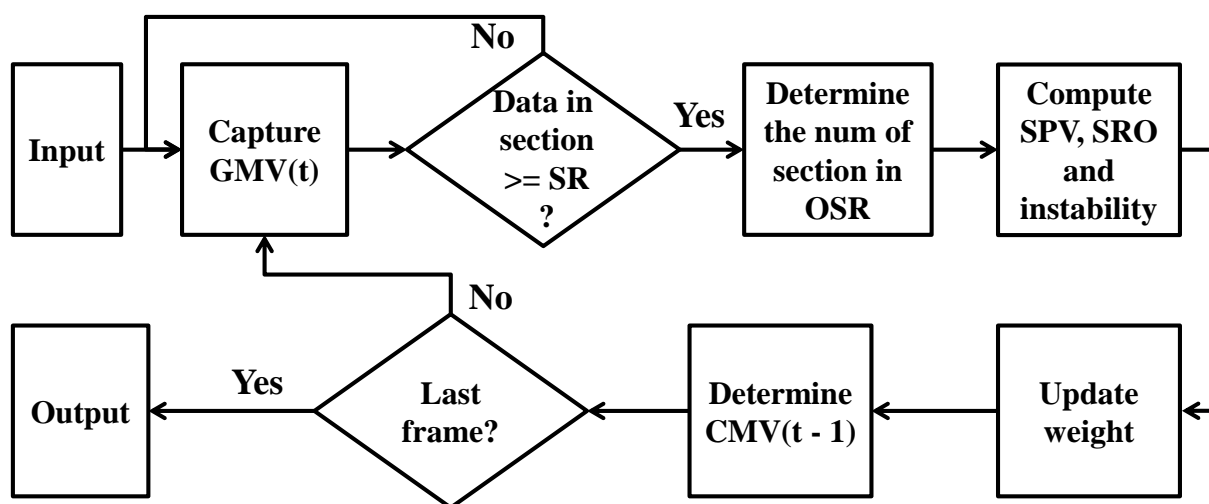 No
Input
Capture
GMV(t)
Data in
section
>= SR
?
Yes
Determine
the num of
section in
OSR
Compute
SPV, SRO
and
instability
No
Output
Yes
Last
frame?
Determine
CMV(t - 1)
Update
weight